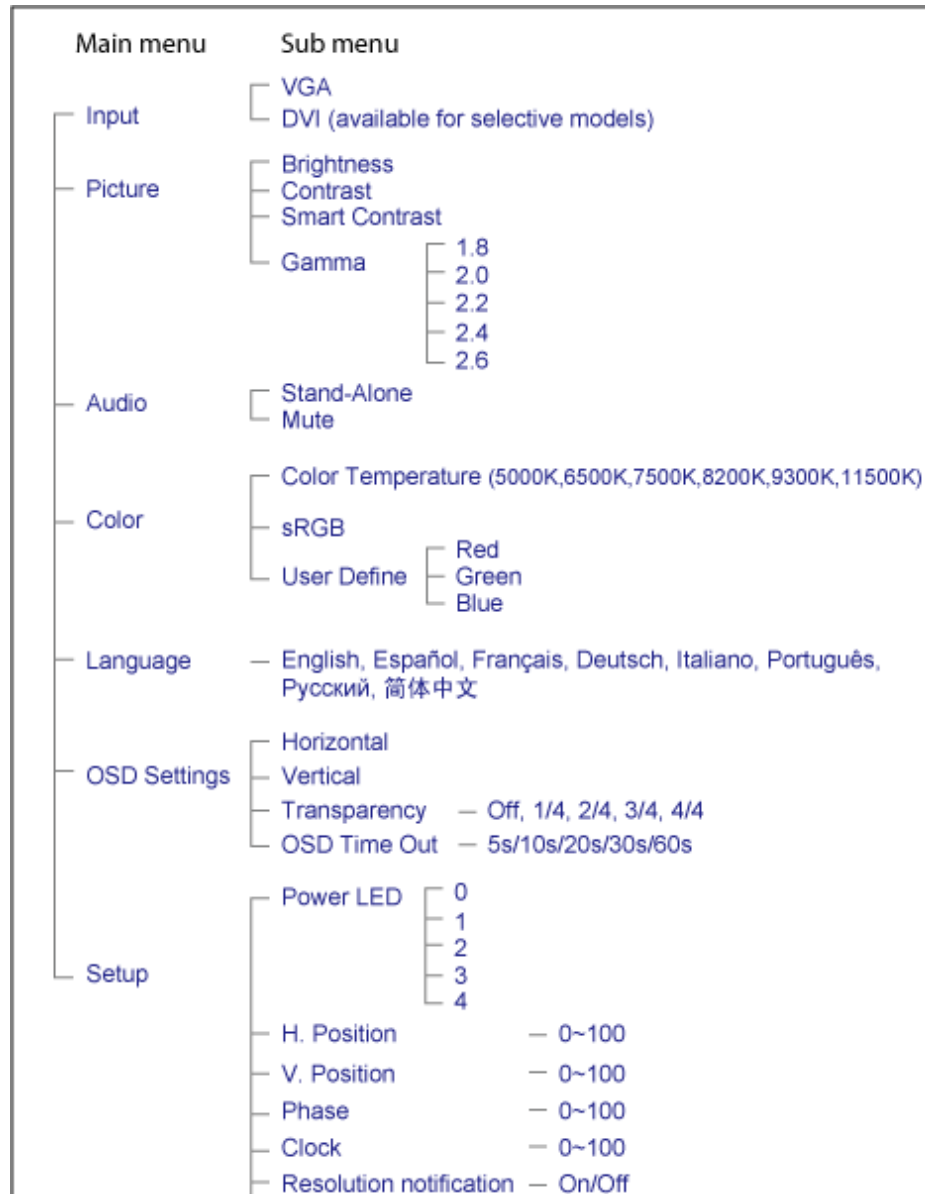 Main menu Sub menu
VGA
Input
DVI (available for selective models)
Brightness
Picture
Contrast
Smart Contrast
Gamma
1.8
2.0
2.2
2.4
2.6
Audio
Stand-Alone
Mute
Color Temperature (5000K,6500K,7500K,8200K,9300K,11500K)
Color
sRGB
User Define
Red
Green
Blue
Language
English, Español, Français, Deutsch, Italiano, Português,
Русский, 简体中文
Horizontal
OSD Settings
Vertical
Transparency — Off, 1/4, 2/4, 3/4, 4/4
OSD Time Out — 5s/10s/20s/30s/60s
Power LED
0
1
2
3
4
Setup
H. Position — 0~100
V. Position — 0~100
Phase — 0~100
Clock — 0~100
Resolution notification — On/Off